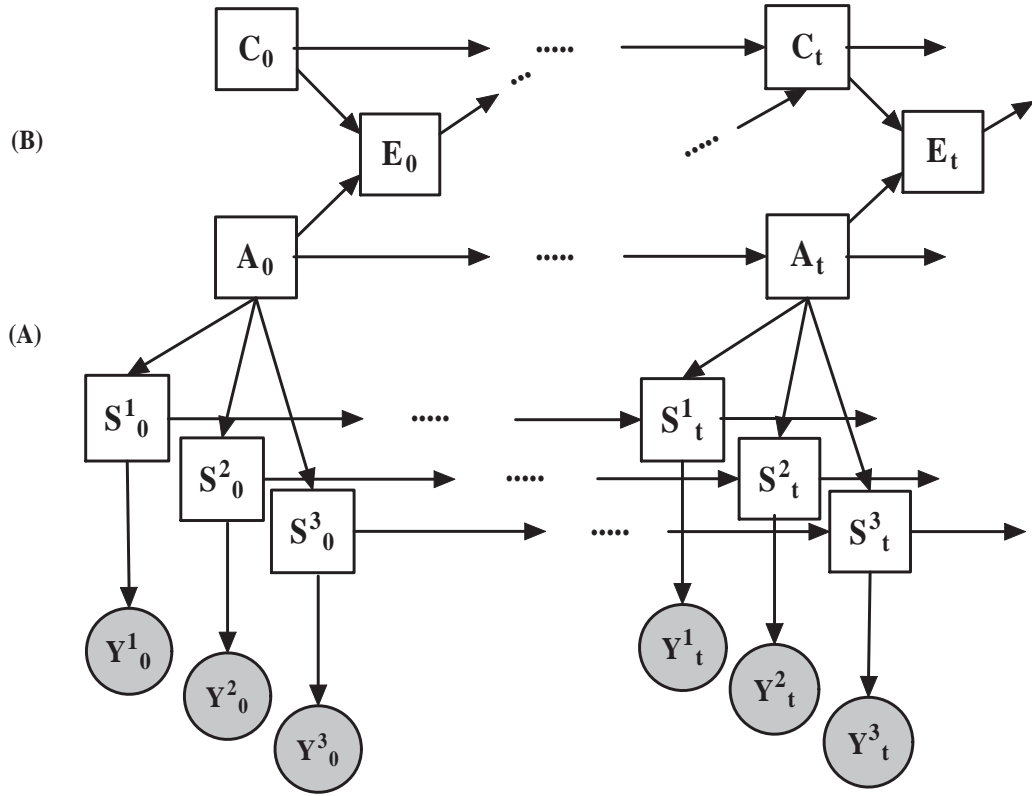 C₀ ..... Cₜ
...
(B) E₀ ..... Eₜ
A₀ ..... Aₜ
(A)
S¹₀ ..... S¹ₜ
S²₀ ..... S²ₜ
S³₀ ..... S³ₜ
Y¹₀ Y¹ₜ
Y²₀ Y²ₜ
Y³₀ Y³ₜ